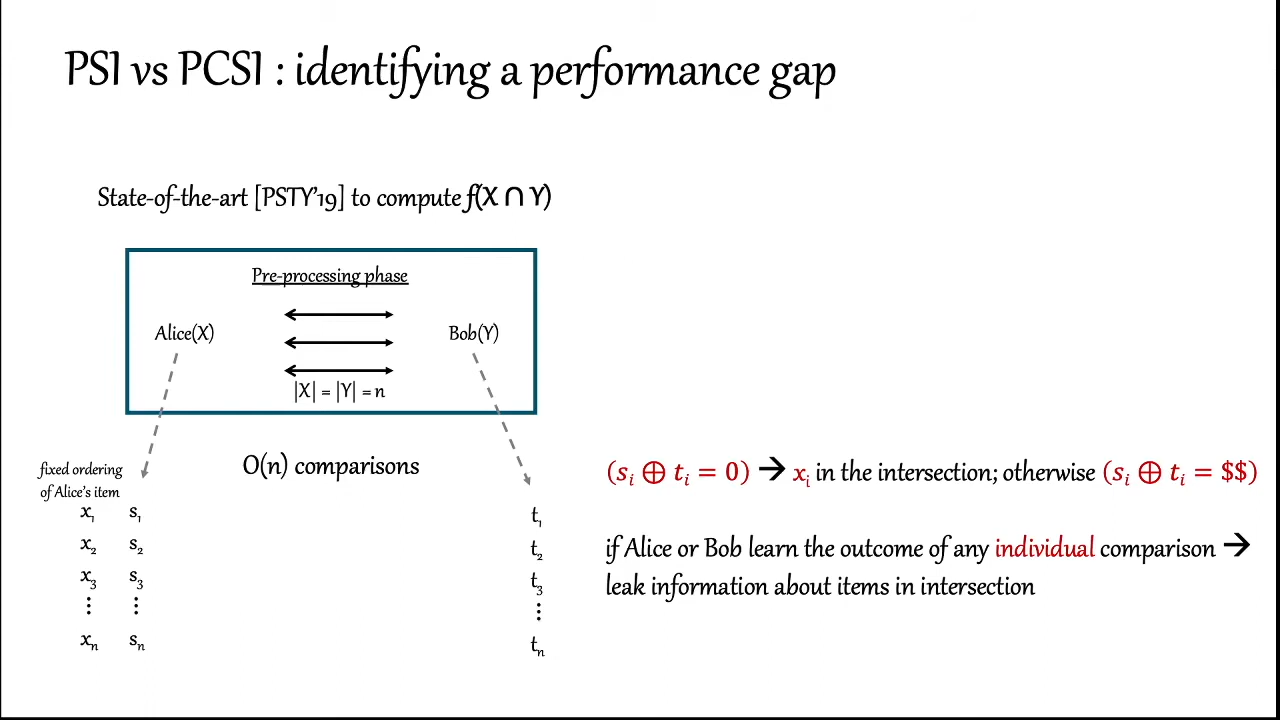 PSI vs PCSI : identifying a performance gap
State-of-the-art [PSTY'19] to compute f(X ∩ Y)
Pre-processing phase
Alice(X)
Bob(Y)
|X| = |Y| = n
O(n) comparisons
fixed ordering
of Alice's item
x₁ s₁ t₁
x₂ s₂ t₂
x₃ s₃ t₃
⋮ ⋮ ⋮
xₙ sₙ tₙ
(sᵢ ⊕ tᵢ = 0) → xᵢ in the intersection; otherwise (sᵢ ⊕ tᵢ = $$)
if Alice or Bob learn the outcome of any individual comparison →
leak information about items in intersection